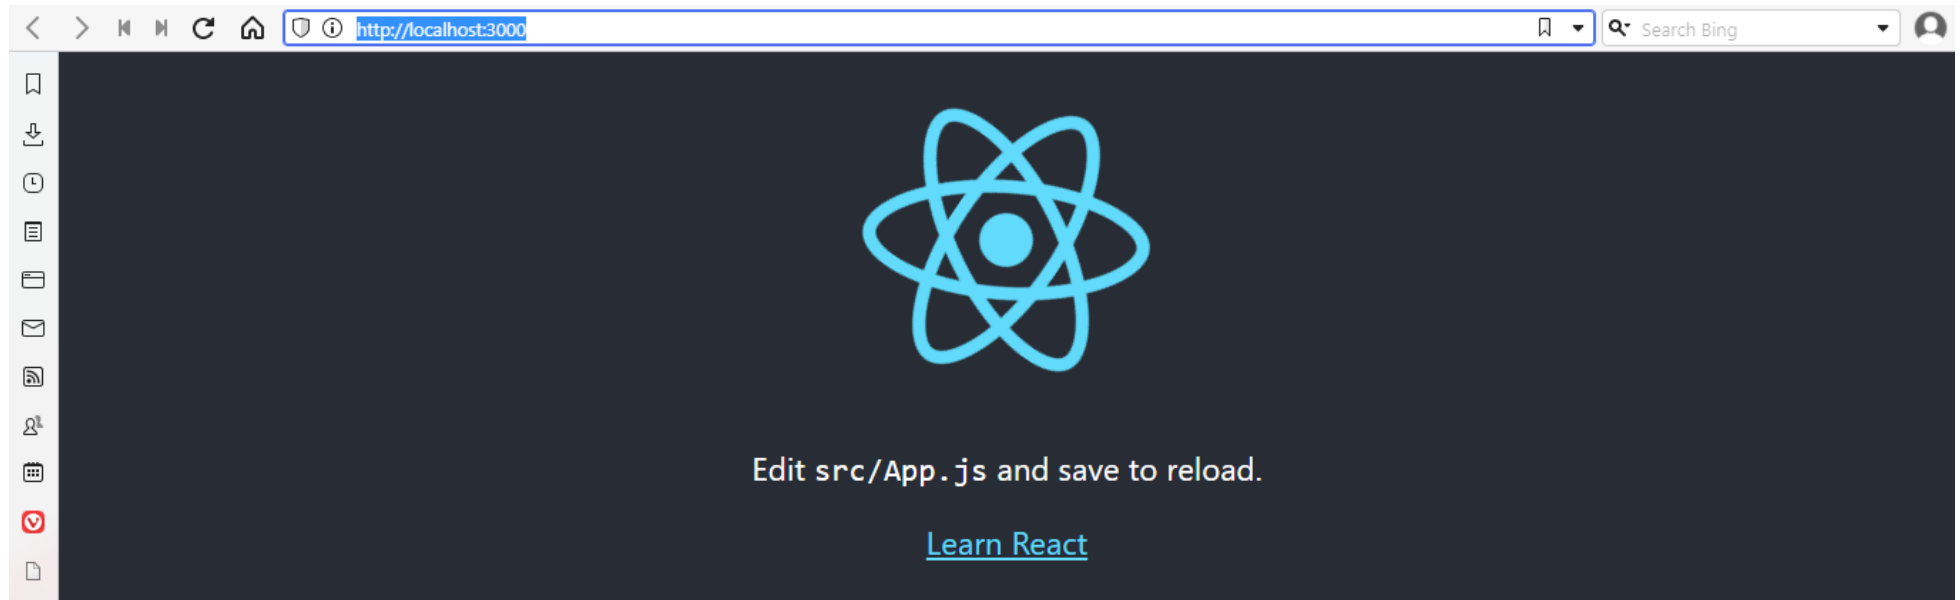 http://localhost:3000
Search Bing
Edit src/App.js and save to reload.
Learn React